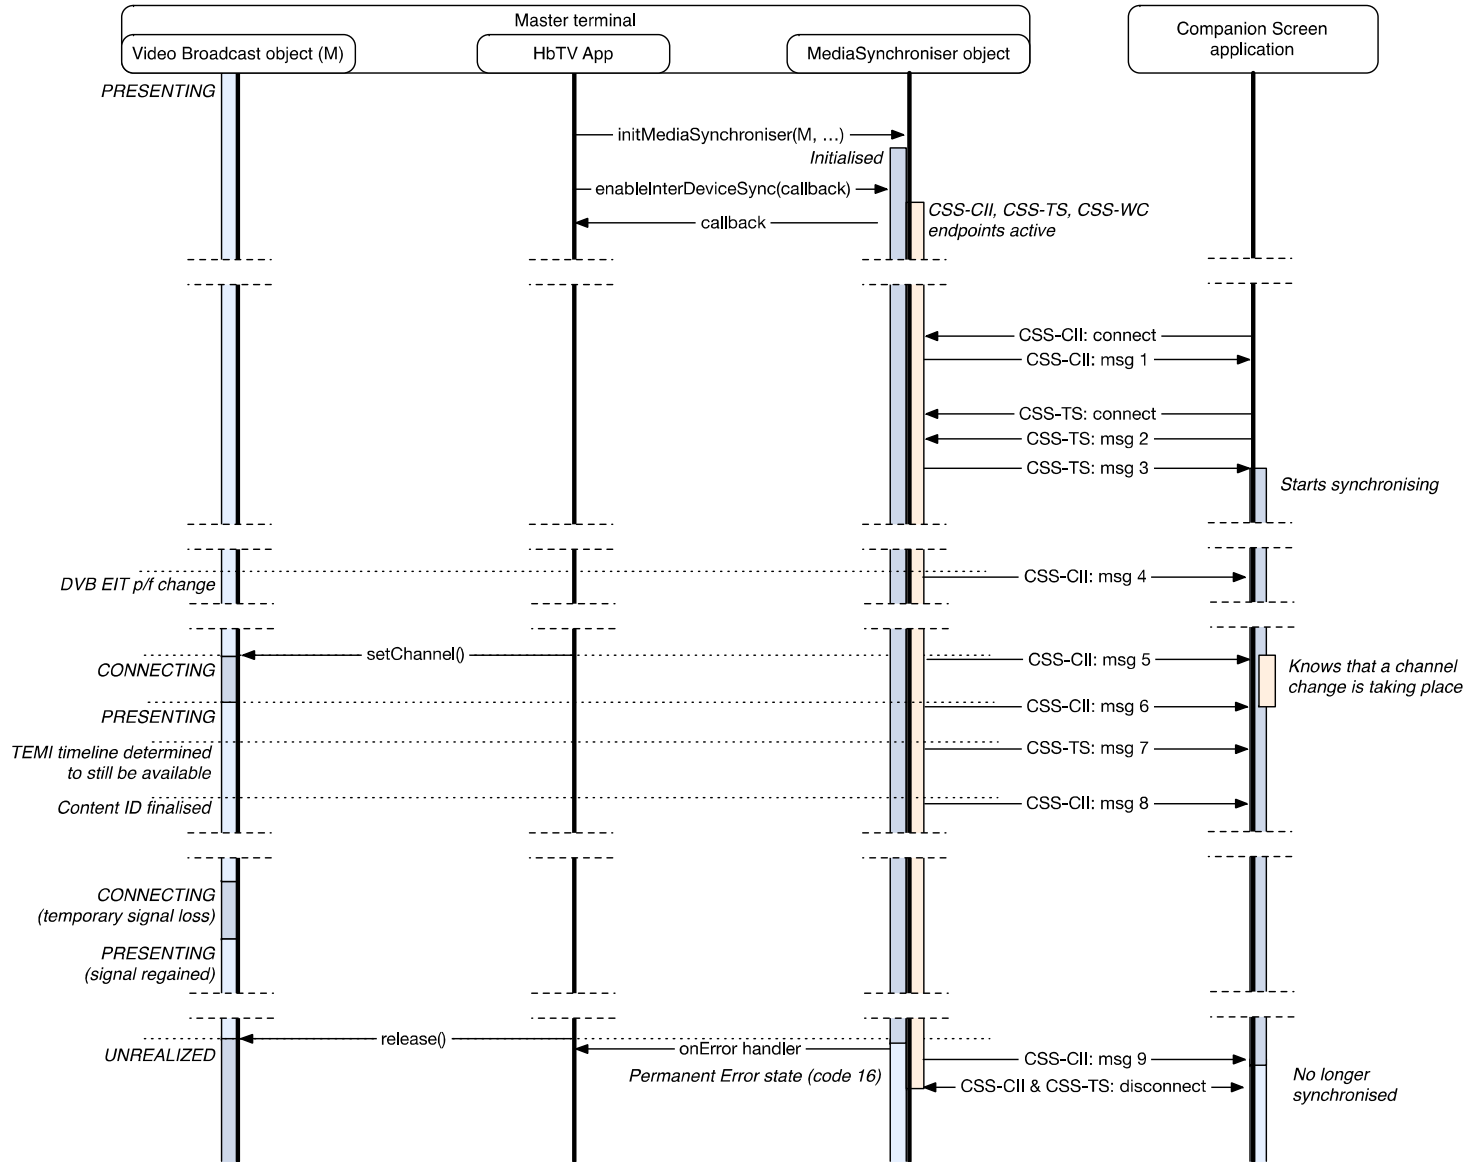 Master terminal
Video Broadcast object (M)
HbTV App
MediaSynchroniser object
Companion Screen
application
PRESENTING
initMediaSynchroniser(M, ...)
Initialised
enableInterDeviceSync(callback)
callback
CSS-CII, CSS-TS, CSS-WC
endpoints active
CSS-CII: connect
CSS-CII: msg 1
CSS-TS: connect
CSS-TS: msg 2
CSS-TS: msg 3
Starts synchronising
DVB EIT p/f change
CSS-CII: msg 4
setChannel()
CONNECTING
CSS-CII: msg 5
Knows that a channel
change is taking place
PRESENTING
CSS-CII: msg 6
TEMI timeline determined
to still be available
CSS-TS: msg 7
Content ID finalised
CSS-CII: msg 8
CONNECTING
(temporary signal loss)
PRESENTING
(signal regained)
release()
UNREALIZED
onError handler
Permanent Error state (code 16)
CSS-CII: msg 9
CSS-CII & CSS-TS: disconnect
No longer
synchronised